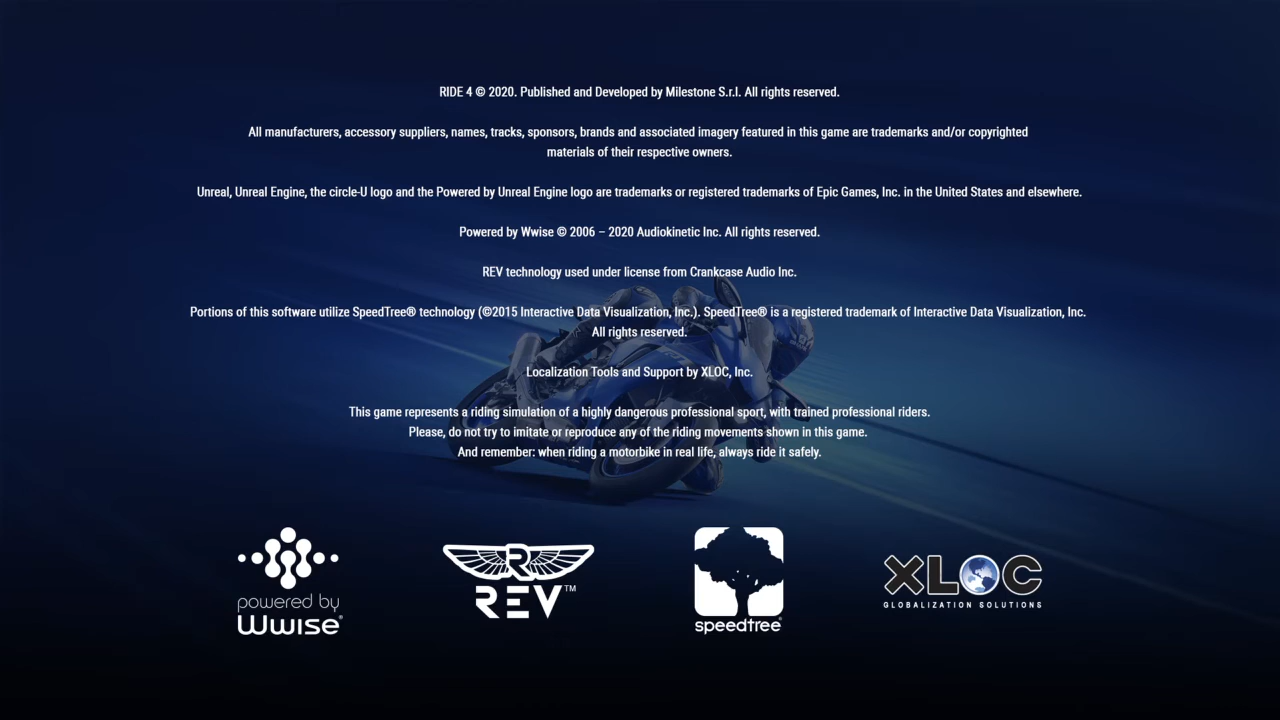 RIDE 4 © 2020. Published and Developed by Milestone S.r.l. All rights reserved.
All manufacturers, accessory suppliers, names, tracks, sponsors, brands and associated imagery featured in this game are trademarks and/or copyrighted
materials of their respective owners.
Unreal, Unreal Engine, the circle-U logo and the Powered by Unreal Engine logo are trademarks or registered trademarks of Epic Games, Inc. in the United States and elsewhere.
Powered by Wwise © 2006 – 2020 Audiokinetic Inc. All rights reserved.
REV technology used under license from Crankcase Audio Inc.
Portions of this software utilize SpeedTree® technology (©2015 Interactive Data Visualization, Inc.). SpeedTree® is a registered trademark of Interactive Data Visualization, Inc.
All rights reserved.
Localization Tools and Support by XLOC, Inc.
This game represents a riding simulation of a highly dangerous professional sport, with trained professional riders.
Please, do not try to imitate or reproduce any of the riding movements shown in this game.
And remember: when riding a motorbike in real life, always ride it safely.
powered by
Wwise®
R
REV™
speedtree®
XLOC
GLOBALIZATION SOLUTIONS